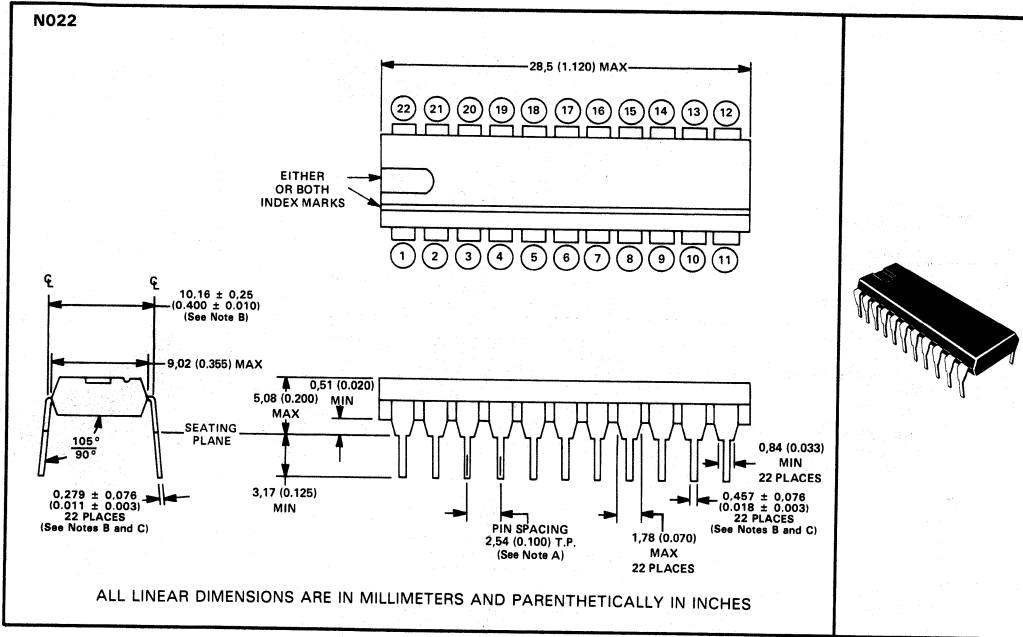 N022
28,5 (1.120) MAX
22 21 20 19 18 17 16 15 14 13 12
EITHER
OR BOTH
INDEX MARKS
1 2 3 4 5 6 7 8 9 10 11
℄ ℄
10,16 ± 0,25
(0.400 ± 0.010)
(See Note B)
9,02 (0.355) MAX
105°
90°
0,279 ± 0,076
(0.011 ± 0.003)
22 PLACES
(See Notes B and C)
SEATING
PLANE
5,08 (0.200)
MAX
0,51 (0.020)
MIN
3,17 (0.125)
MIN
PIN SPACING
2,54 (0.100) T.P.
(See Note A)
1,78 (0.070)
MAX
22 PLACES
0,84 (0.033)
MIN
22 PLACES
0,457 ± 0,076
(0.018 ± 0.003)
22 PLACES
(See Notes B and C)
ALL LINEAR DIMENSIONS ARE IN MILLIMETERS AND PARENTHETICALLY IN INCHES